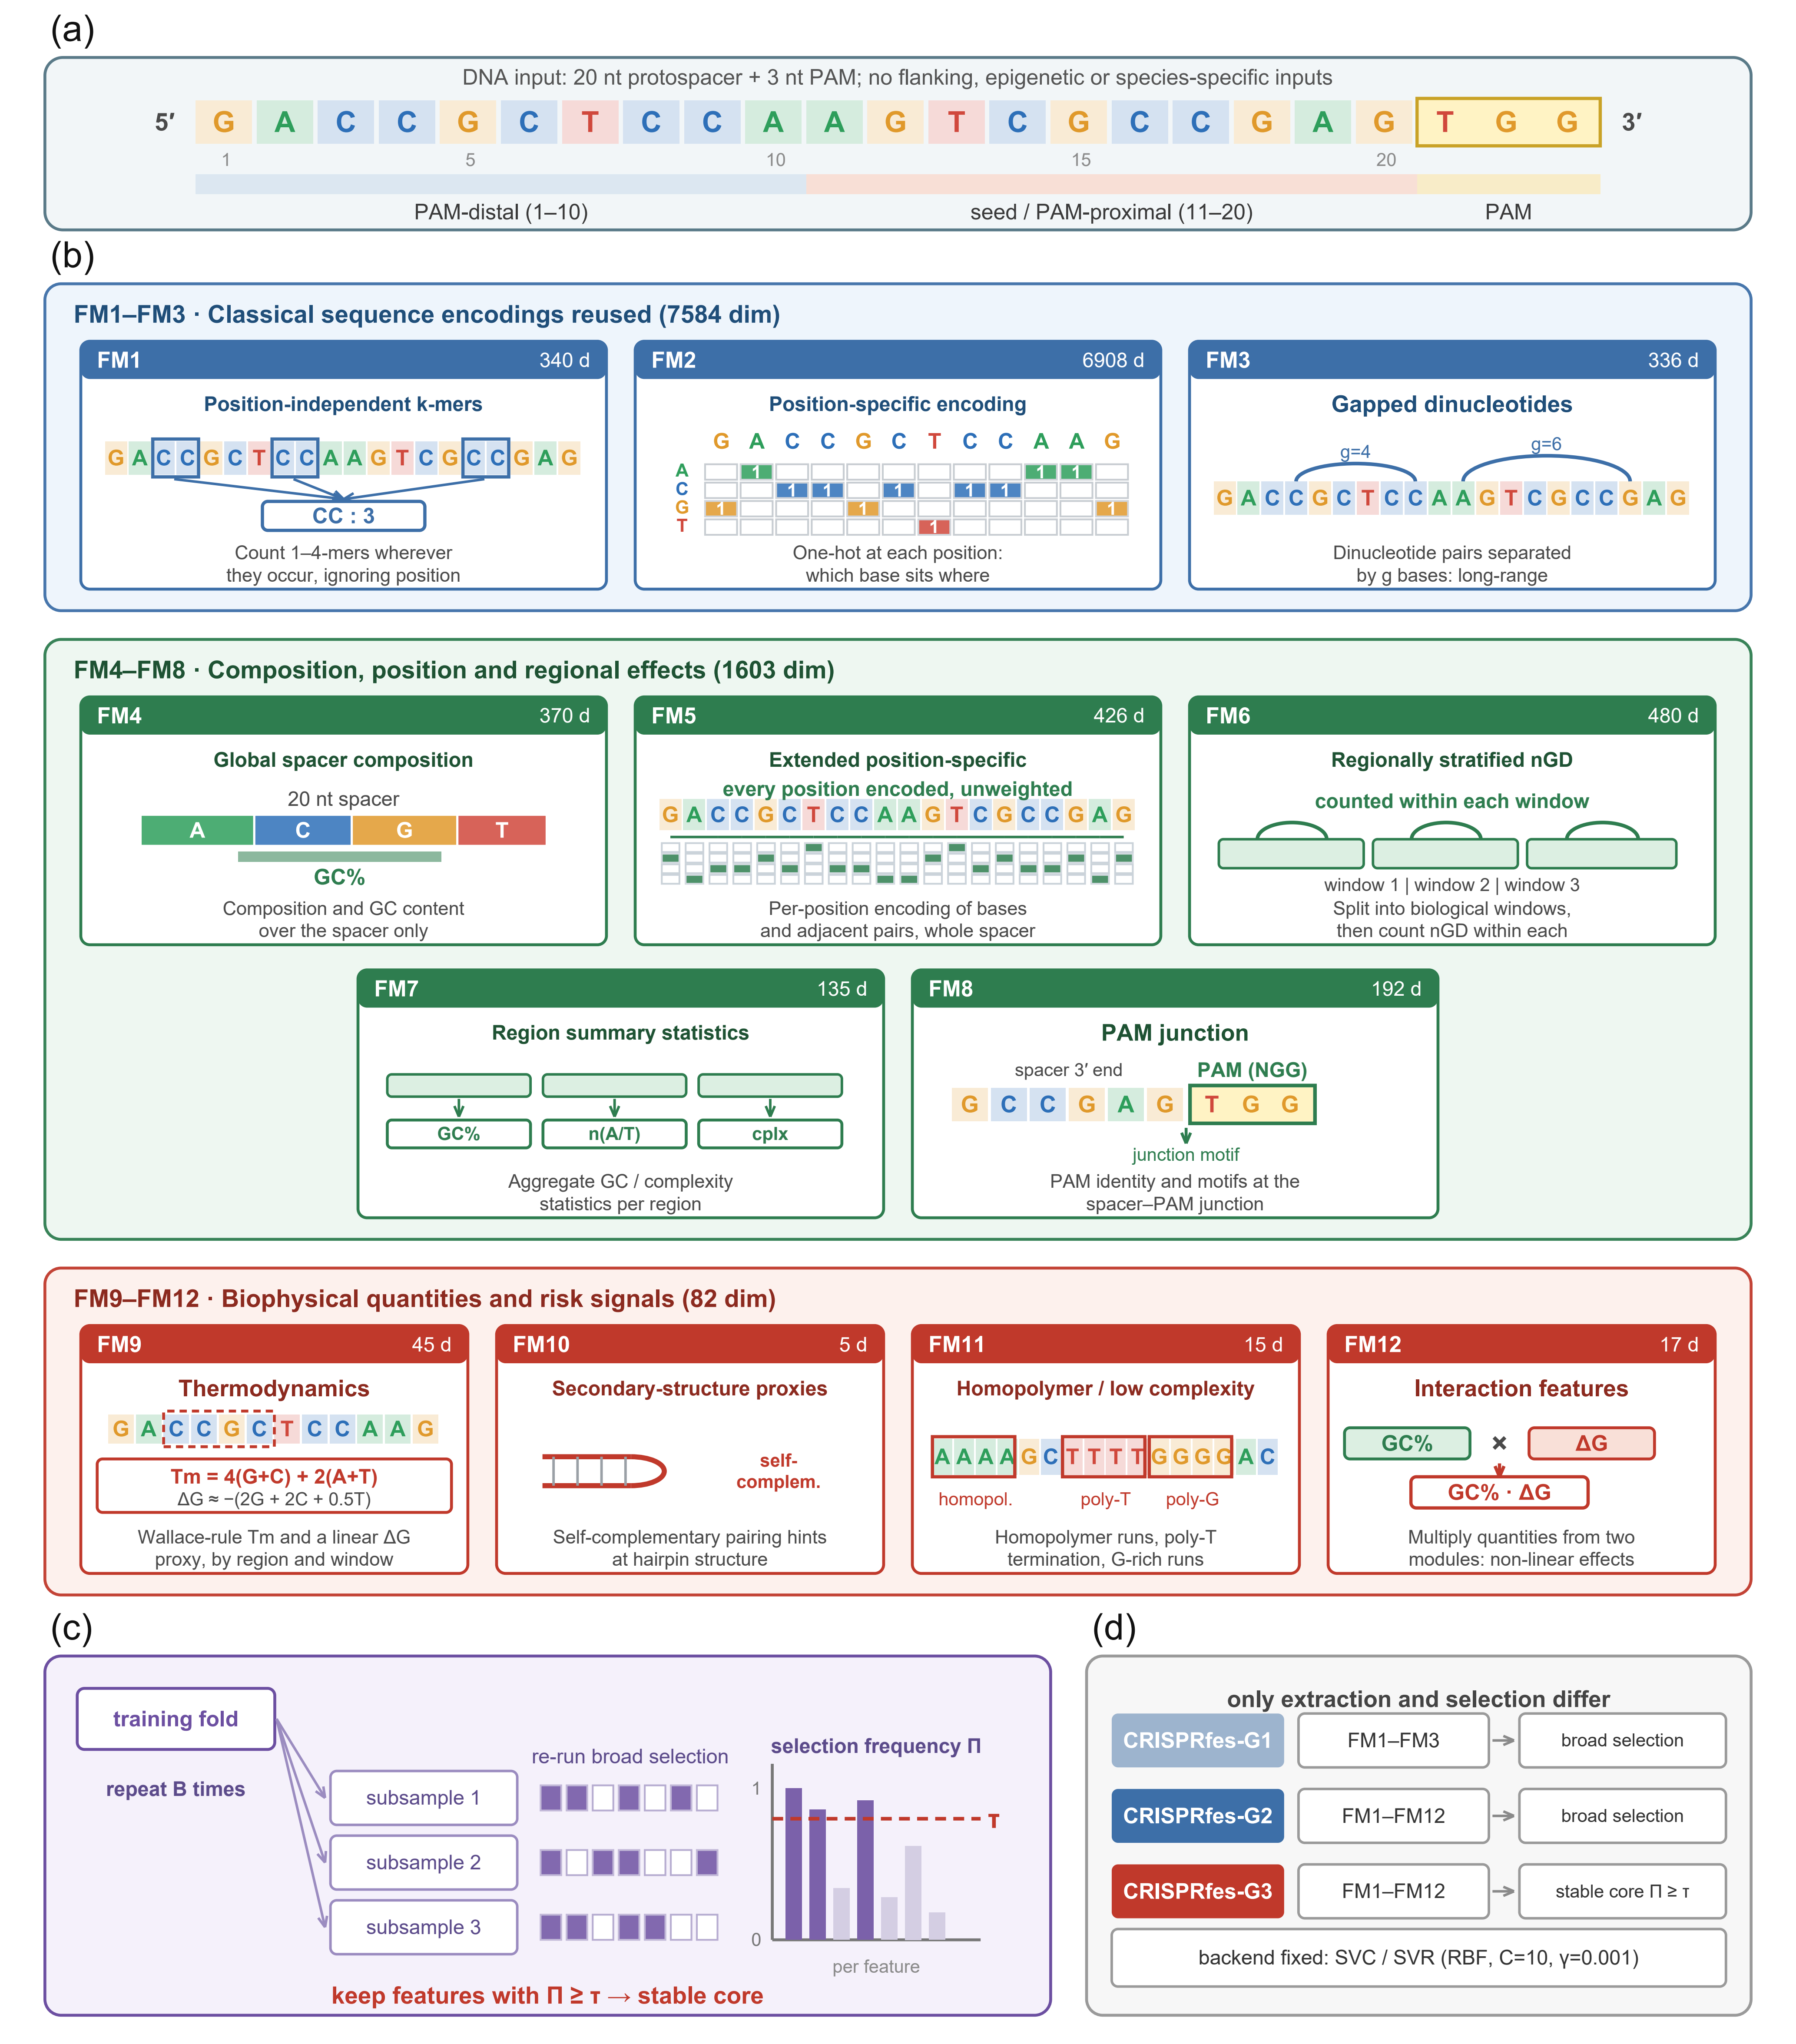 (a)
DNA input: 20 nt protospacer + 3 nt PAM; no flanking, epigenetic or species-specific inputs
5′ G A C C G C T C C A A G T C G C C G A G T G G 3′
1 5 10 15 20
PAM-distal (1–10) seed / PAM-proximal (11–20) PAM
(b)
FM1–FM3 · Classical sequence encodings reused (7584 dim)
FM1 340 d
Position-independent k-mers
G A C C G C T C C A A G T C G C C G A G
CC : 3
Count 1–4-mers wherever
they occur, ignoring position
FM2 6908 d
Position-specific encoding
G A C C G C T C C A A G
A 1 1 1
C 1 1 1 1 1
G 1 1 1
T 1
One-hot at each position:
which base sits where
FM3 336 d
Gapped dinucleotides
g=4 g=6
G A C C G C T C C A A G T C G C C G A G
Dinucleotide pairs separated
by g bases: long-range
FM4–FM8 · Composition, position and regional effects (1603 dim)
FM4 370 d
Global spacer composition
20 nt spacer
A C G T
GC%
Composition and GC content
over the spacer only
FM5 426 d
Extended position-specific
every position encoded, unweighted
G A C C G C T C C A A G T C G C C G A G
Per-position encoding of bases
and adjacent pairs, whole spacer
FM6 480 d
Regionally stratified nGD
counted within each window
window 1 | window 2 | window 3
Split into biological windows,
then count nGD within each
FM7 135 d
Region summary statistics
GC% n(A/T) cplx
Aggregate GC / complexity
statistics per region
FM8 192 d
PAM junction
spacer 3′ end PAM (NGG)
G C C G A G T G G
junction motif
PAM identity and motifs at the
spacer–PAM junction
FM9–FM12 · Biophysical quantities and risk signals (82 dim)
FM9 45 d
Thermodynamics
G A C C G C T C C A A G
Tm = 4(G+C) + 2(A+T)
ΔG ≈ −(2G + 2C + 0.5T)
Wallace-rule Tm and a linear ΔG
proxy, by region and window
FM10 5 d
Secondary-structure proxies
self-
complem.
Self-complementary pairing hints
at hairpin structure
FM11 15 d
Homopolymer / low complexity
A A A A G C T T T T G G G G A C
homopol. poly-T poly-G
Homopolymer runs, poly-T
termination, G-rich runs
FM12 17 d
Interaction features
GC% × ΔG
GC% · ΔG
Multiply quantities from two
modules: non-linear effects
(c)
training fold
repeat B times
re-run broad selection
subsample 1
subsample 2
subsample 3
selection frequency Π
1
τ
0
per feature
keep features with Π ≥ τ → stable core
(d)
only extraction and selection differ
CRISPRfes-G1 FM1–FM3 broad selection
CRISPRfes-G2 FM1–FM12 broad selection
CRISPRfes-G3 FM1–FM12 stable core Π ≥ τ
backend fixed: SVC / SVR (RBF, C=10, γ=0.001)